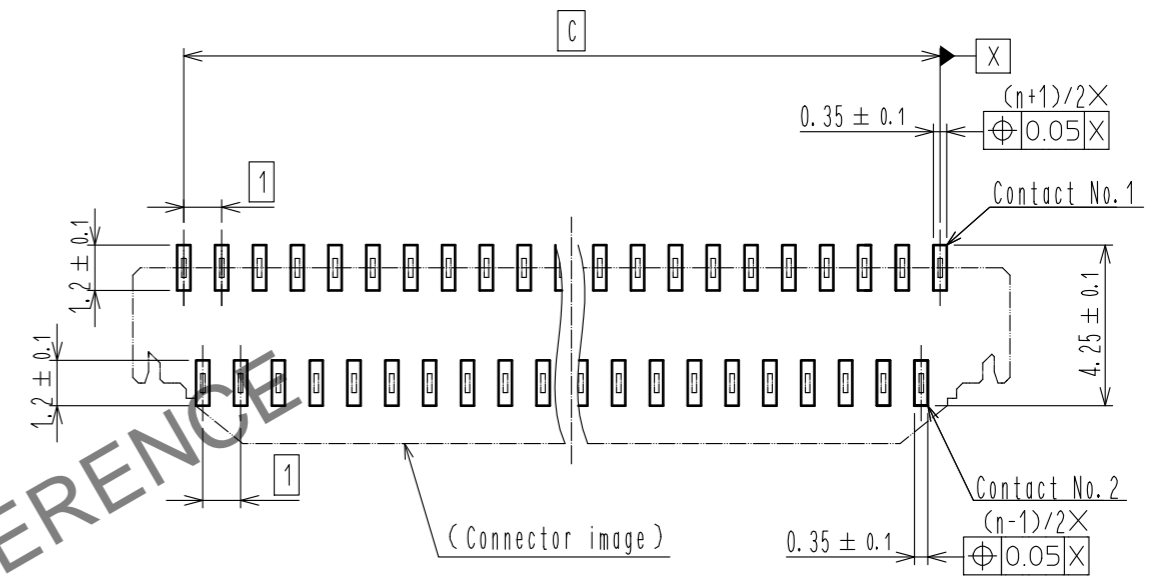 C
X
(n+1)/2X
0.35 ± 0.1
⌖ 0.05 X
1
Contact No.1
1.2 ± 0.1
4.25 ± 0.1
1.2 ± 0.1
ERENCE
1
Contact No.2
(n-1)/2X
(Connector image)
0.35 ± 0.1
⌖ 0.05 X